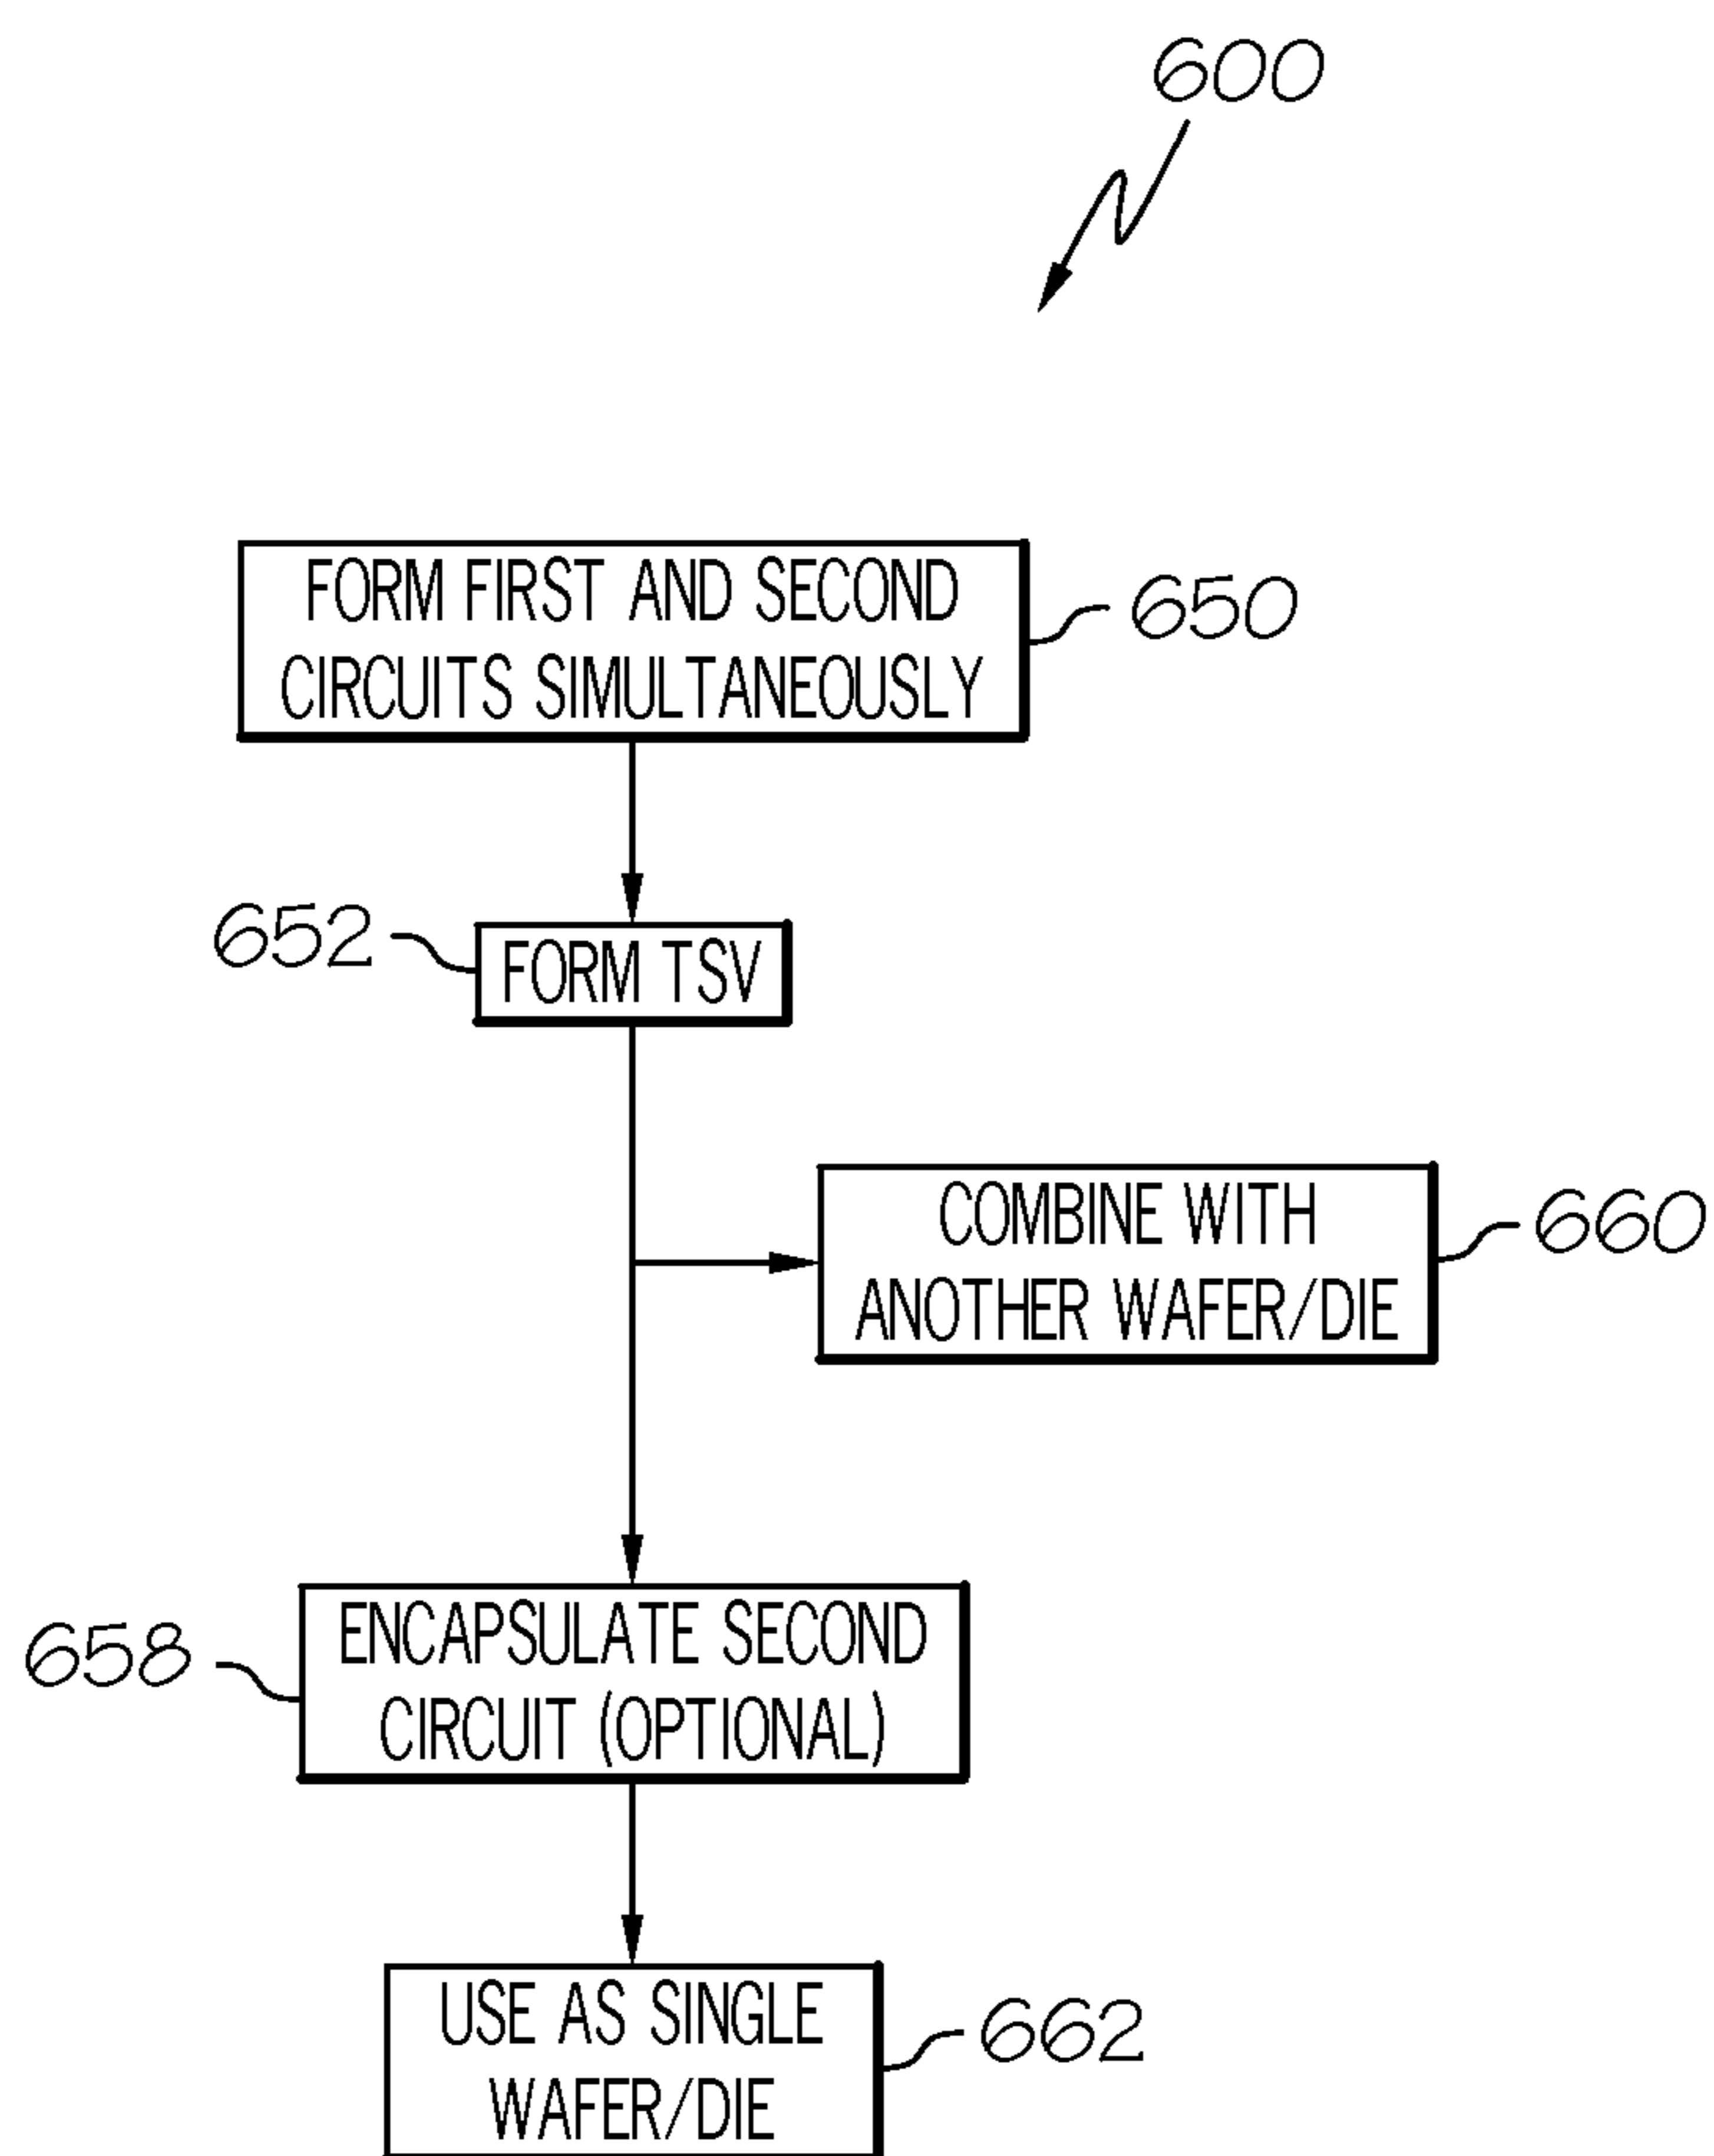 600
FORM FIRST AND SECOND
CIRCUITS SIMULTANEOUSLY
650
652
FORM TSV
COMBINE WITH
ANOTHER WAFER/DIE
660
658
ENCAPSULATE SECOND
CIRCUIT (OPTIONAL)
USE AS SINGLE
WAFER/DIE
662